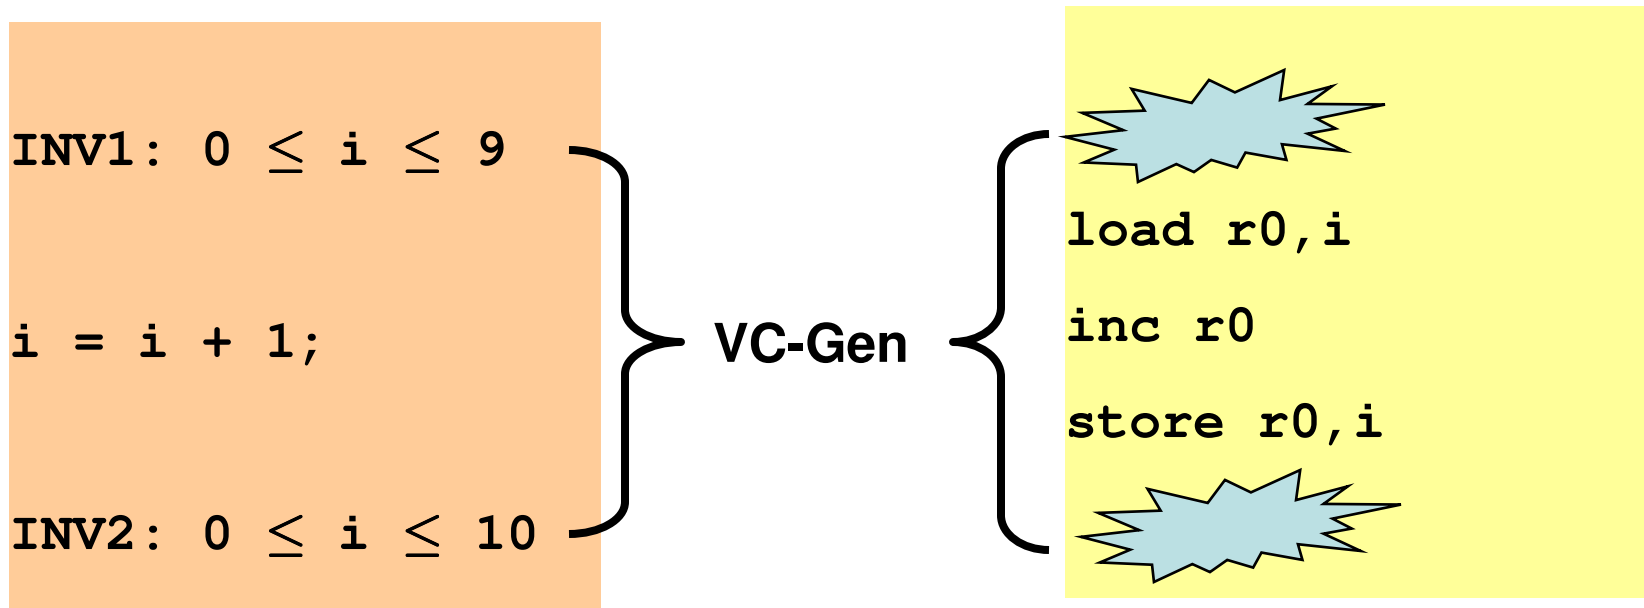 INV1: 0 ≤ i ≤ 9
i = i + 1;
INV2: 0 ≤ i ≤ 10
VC-Gen
load r0,i
inc r0
store r0,i